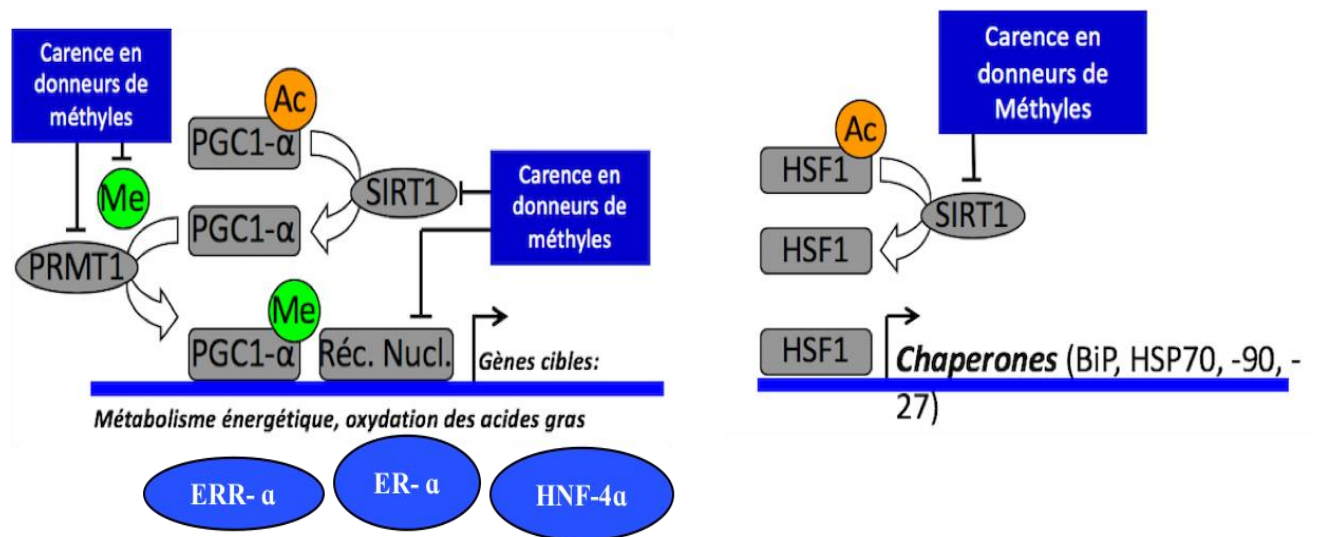 Carence en
donneurs de
méthyles
Ac
PGC1-α
Me
SIRT1
PGC1-α
PRMT1
Carence en
donneurs de
méthyles
Me
PGC1-α
Réc. Nucl.
Gènes cibles:
Métabolisme énergétique, oxydation des acides gras
ERR- α
ER- α
HNF-4α
Carence en
donneurs de
Méthyles
Ac
HSF1
SIRT1
HSF1
HSF1
Chaperones (BiP, HSP70, -90, -
27)